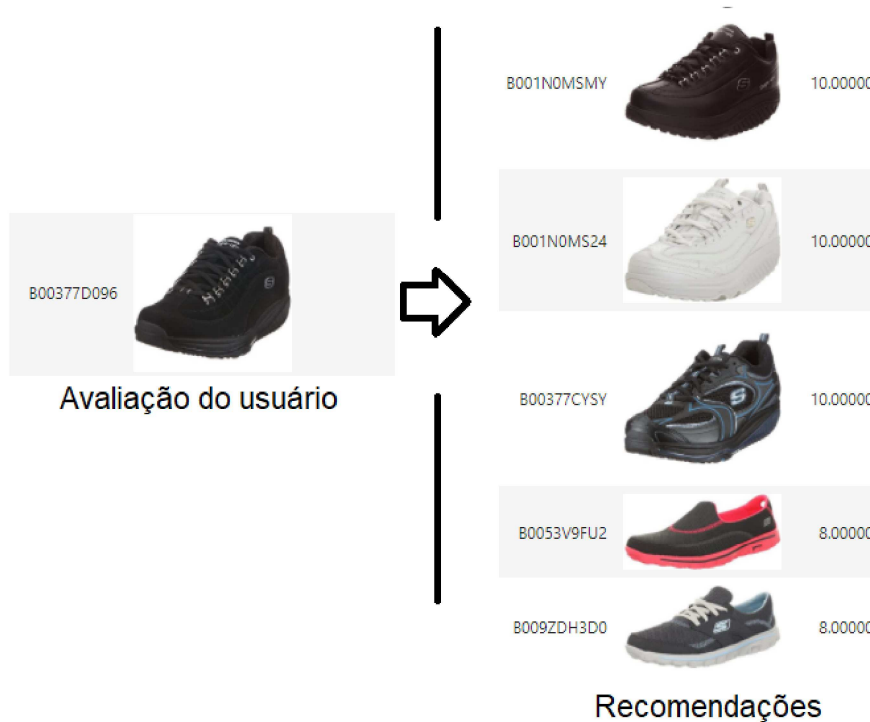 B00377D096
Avaliação do usuário
B001N0MSMY 10.00000
B001N0MS24 10.00000
B00377CYSY 10.00000
B0053V9FU2 8.00000
B009ZDH3D0 8.00000
Recomendações